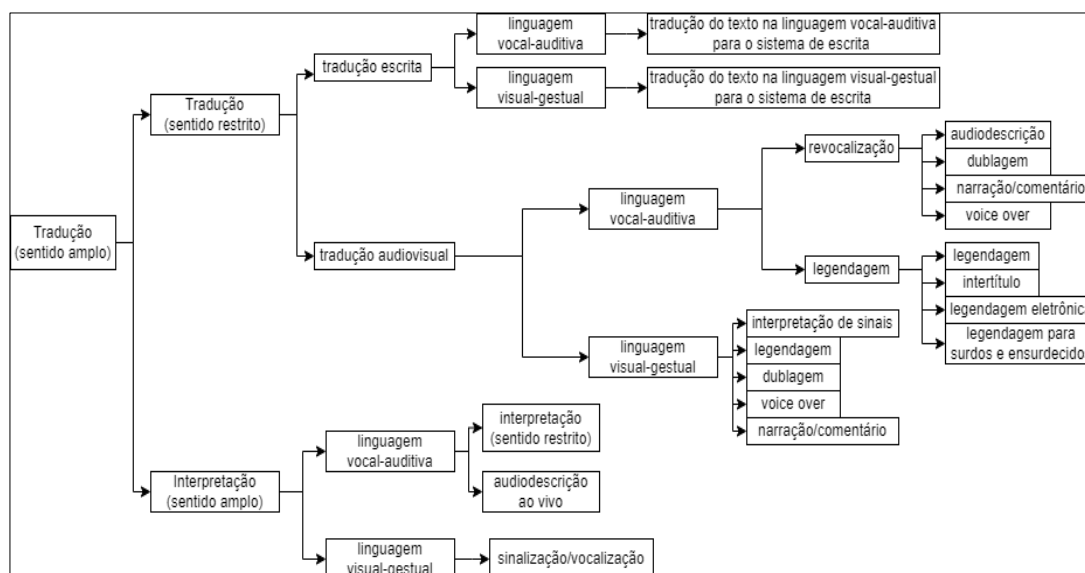 Tradução
(sentido amplo)
Tradução
(sentido restrito)
tradução escrita
linguagem
vocal-auditiva
tradução do texto na linguagem vocal-auditiva
para o sistema de escrita
linguagem
visual-gestual
tradução do texto na linguagem visual-gestual
para o sistema de escrita
tradução audiovisual
linguagem
vocal-auditiva
revocalização
audiodescrição
dublagem
narração/comentário
voice over
legendagem
legendagem
intertítulo
legendagem eletrônic
legendagem para
surdos e ensurdecido
linguagem
visual-gestual
interpretação de sinais
legendagem
dublagem
voice over
narração/comentário
Interpretação
(sentido amplo)
linguagem
vocal-auditiva
interpretação
(sentido restrito)
audiodescrição
ao vivo
linguagem
visual-gestual
sinalização/vocalização